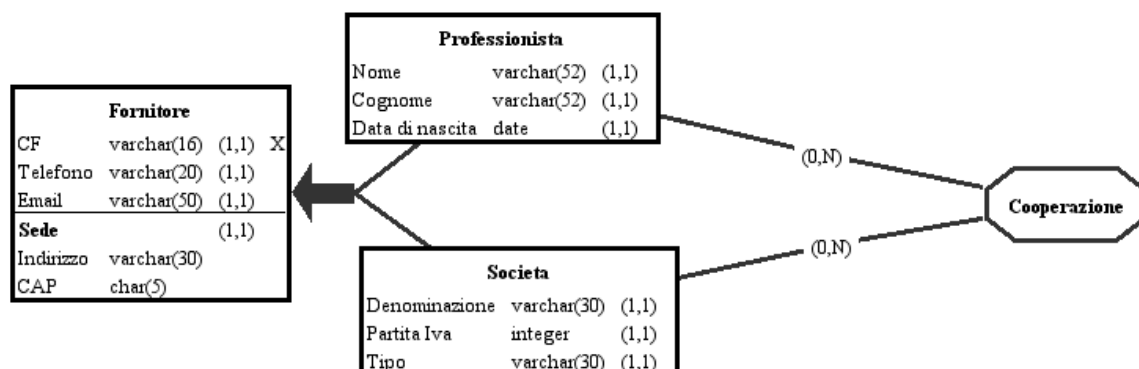 Professionista
Nome varchar(52) (1,1)
Cognome varchar(52) (1,1)
Data di nascita date (1,1)
Fornitore
CF varchar(16) (1,1) X
Telefono varchar(20) (1,1)
Email varchar(50) (1,1)
Sede (1,1)
Indirizzo varchar(30)
CAP char(5)
(0,N)
Cooperazione
(0,N)
Societa
Denominazione varchar(30) (1,1)
Partita Iva integer (1,1)
Tipo varchar(30) (1,1)